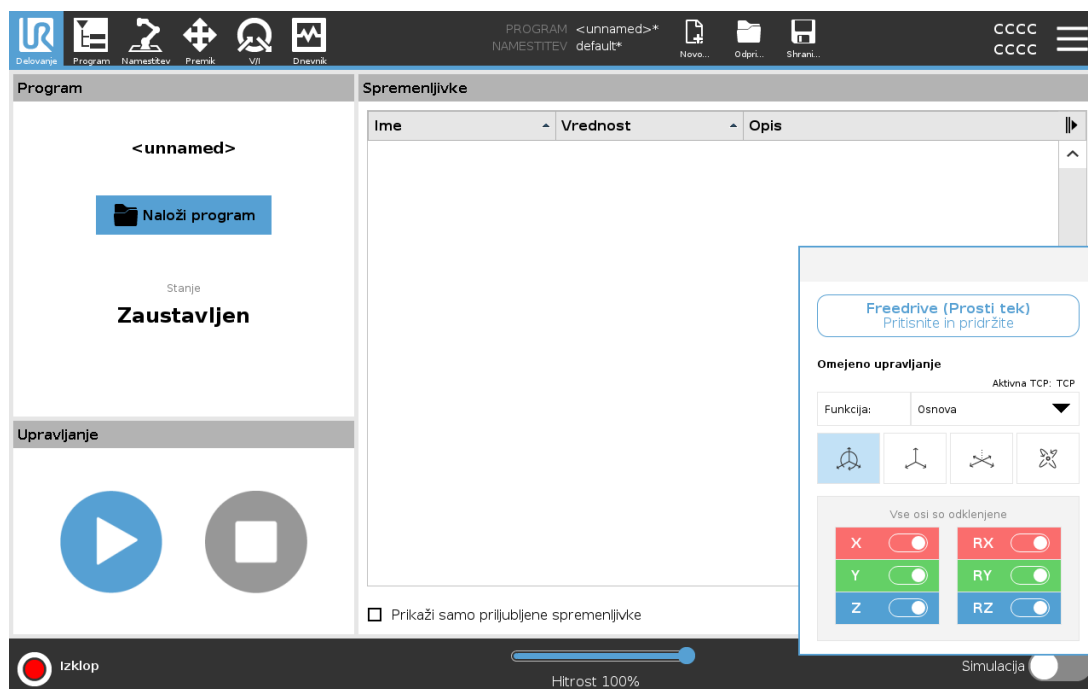 Delovanje
Program
Namestitev
Premik
V/I
Dnevnik
PROGRAM <unnamed>*
NAMESTITEV default*
Novo...
Odpri...
Shrani...
CCCC
CCCC
Program
<unnamed>
Naloži program
Stanje
Zaustavljen
Upravljanje
Spremenljivke
Ime Vrednost Opis
Prikaži samo priljubljene spremenljivke
Freedrive (Prosti tek)
Pritisnite in pridržite
Omejeno upravljanje
Aktivna TCP: TCP
Funkcija: Osnova
Vse osi so odklenjene
X RX
Y RY
Z RZ
Izklop
Hitrost 100%
Simulacija